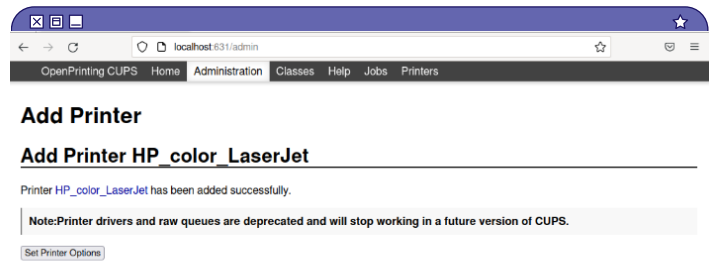 localhost:631/admin
OpenPrinting CUPS Home Administration Classes Help Jobs Printers
Add Printer
Add Printer HP_color_LaserJet
Printer HP_color_LaserJet has been added successfully.
Note:Printer drivers and raw queues are deprecated and will stop working in a future version of CUPS.
Set Printer Options